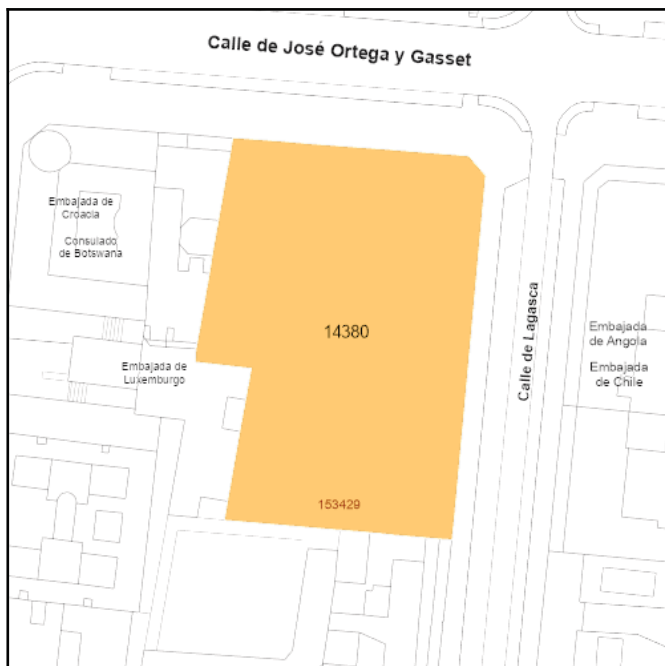 Calle de José Ortega y Gasset
Embajada de
Croacia
Consulado
de Botswana
14380
Calle de Lagasca
Embajada
de Angola
Embajada
de Chile
Embajada de
Luxemburgo
153429